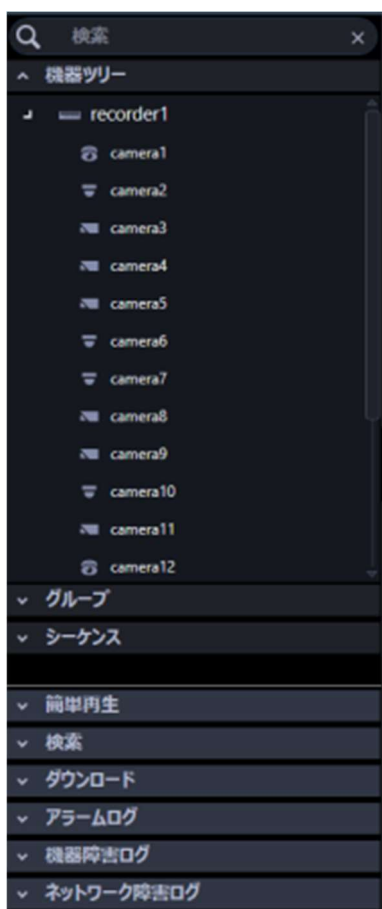 検索
機器ツリー
recorder1
camera1
camera2
camera3
camera4
camera5
camera6
camera7
camera8
camera9
camera10
camera11
camera12
グループ
シーケンス
簡単再生
検索
ダウンロード
アラームログ
機器障害ログ
ネットワーク障害ログ